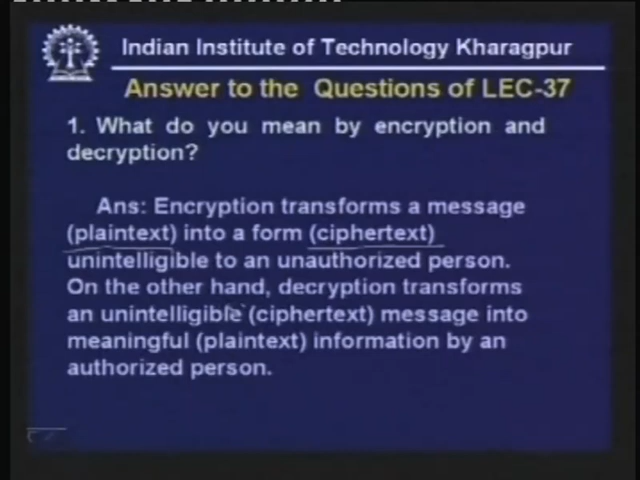 Indian Institute of Technology Kharagpur
Answer to the Questions of LEC-37
1. What do you mean by encryption and
decryption?
Ans: Encryption transforms a message
(plaintext) into a form (ciphertext)
unintelligible to an unauthorized person.
On the other hand, decryption transforms
an unintelligible (ciphertext) message into
meaningful (plaintext) information by an
authorized person.